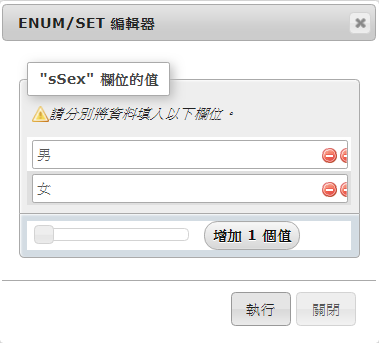 ENUM/SET 編輯器
"sSex" 欄位的值
請分別將資料填入以下欄位。
男
女
增加 1 個值
執行 關閉